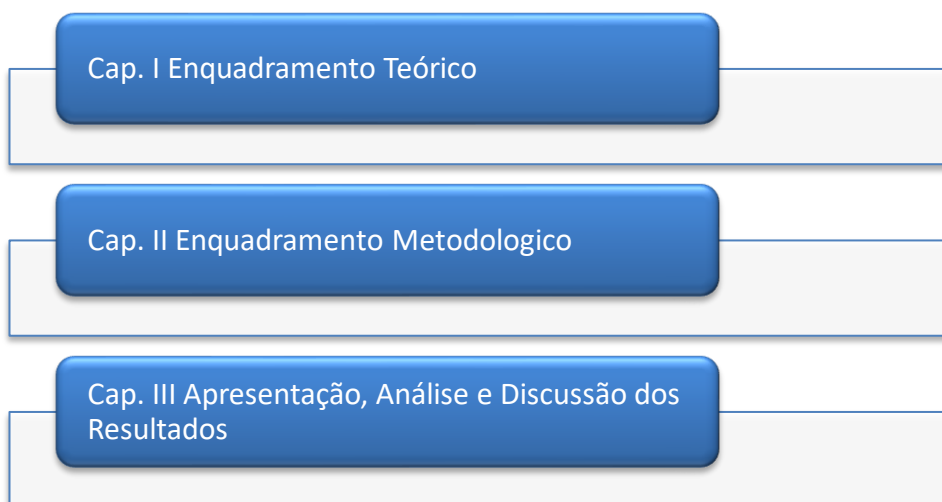 Cap. I Enquadramento Teórico
Cap. II Enquadramento Metodologico
Cap. III Apresentação, Análise e Discussão dos
Resultados